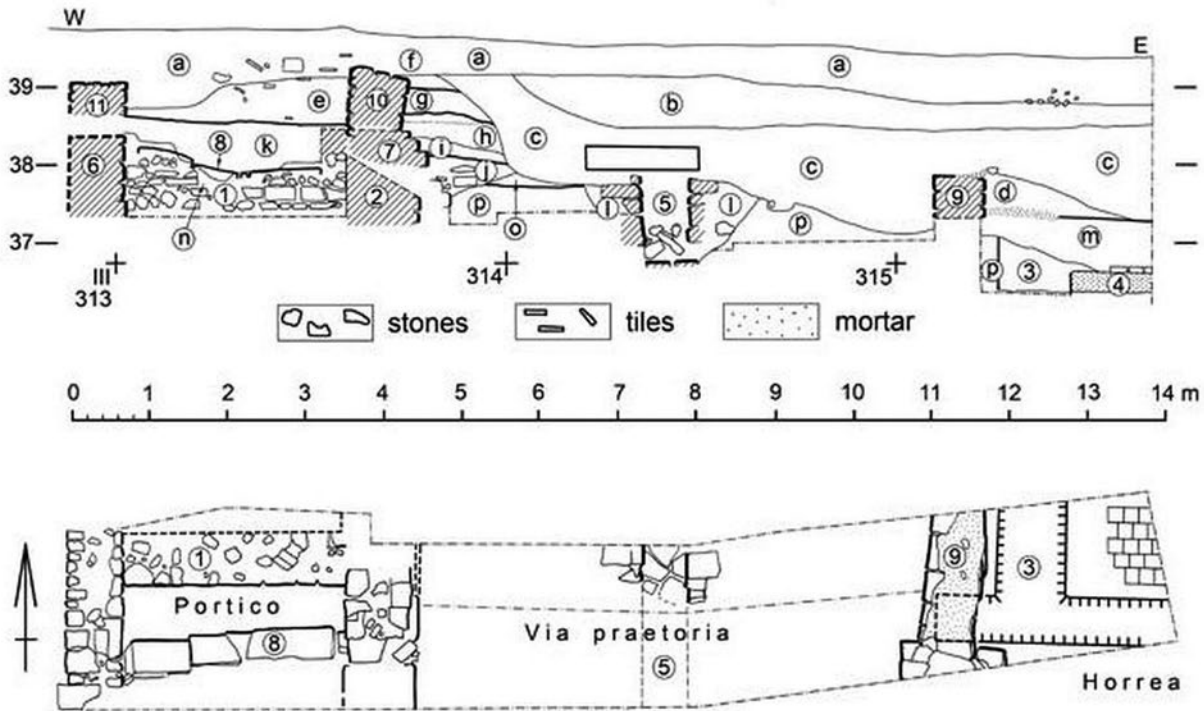 W
E
a f a a
39 11 e 10 g b
h c
8 k i c c
38 6 7 j
1 2 9 d
p l 5 l p
n o m
37
p 3 4
III
313 314 315
stones tiles mortar
0 1 2 3 4 5 6 7 8 9 10 11 12 13 14 m
1 9 3
Portico
Via praetoria
8
5
Horrea